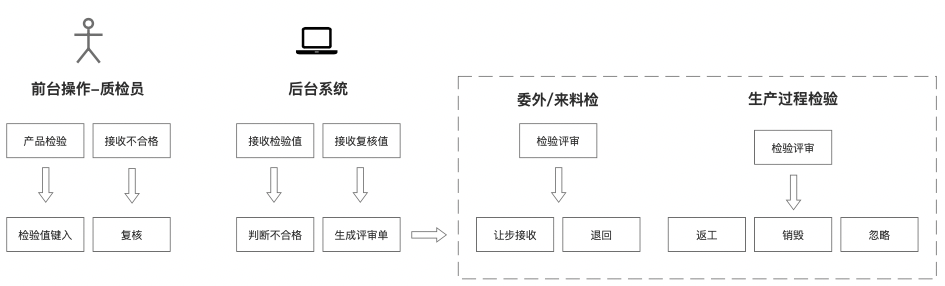 前台操作-质检员
产品检验
接收不合格
检验值键入
复核
后台系统
接收检验值
接收复核值
判断不合格
生成评审单
委外/来料检
检验评审
让步接收
退回
生产过程检验
检验评审
返工
销毁
忽略